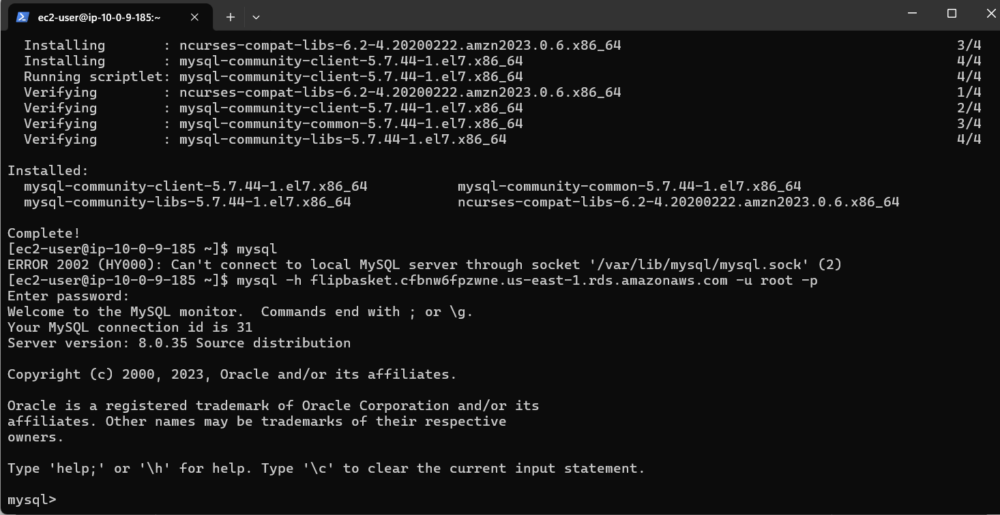 ec2-user@ip-10-0-9-185:~
Installing : ncurses-compat-libs-6.2-4.20200222.amzn2023.0.6.x86_64 3/4
Installing : mysql-community-client-5.7.44-1.el7.x86_64 4/4
Running scriptlet: mysql-community-client-5.7.44-1.el7.x86_64 4/4
Verifying : ncurses-compat-libs-6.2-4.20200222.amzn2023.0.6.x86_64 1/4
Verifying : mysql-community-client-5.7.44-1.el7.x86_64 2/4
Verifying : mysql-community-common-5.7.44-1.el7.x86_64 3/4
Verifying : mysql-community-libs-5.7.44-1.el7.x86_64 4/4
Installed:
mysql-community-client-5.7.44-1.el7.x86_64 mysql-community-common-5.7.44-1.el7.x86_64
mysql-community-libs-5.7.44-1.el7.x86_64 ncurses-compat-libs-6.2-4.20200222.amzn2023.0.6.x86_64
Complete!
[ec2-user@ip-10-0-9-185 ~]$ mysql
ERROR 2002 (HY000): Can't connect to local MySQL server through socket '/var/lib/mysql/mysql.sock' (2)
[ec2-user@ip-10-0-9-185 ~]$ mysql -h flipbasket.cfbnw6fpzwne.us-east-1.rds.amazonaws.com -u root -p
Enter password:
Welcome to the MySQL monitor.  Commands end with ; or \g.
Your MySQL connection id is 31
Server version: 8.0.35 Source distribution
Copyright (c) 2000, 2023, Oracle and/or its affiliates.
Oracle is a registered trademark of Oracle Corporation and/or its
affiliates. Other names may be trademarks of their respective
owners.
Type 'help;' or '\h' for help. Type '\c' to clear the current input statement.
mysql>